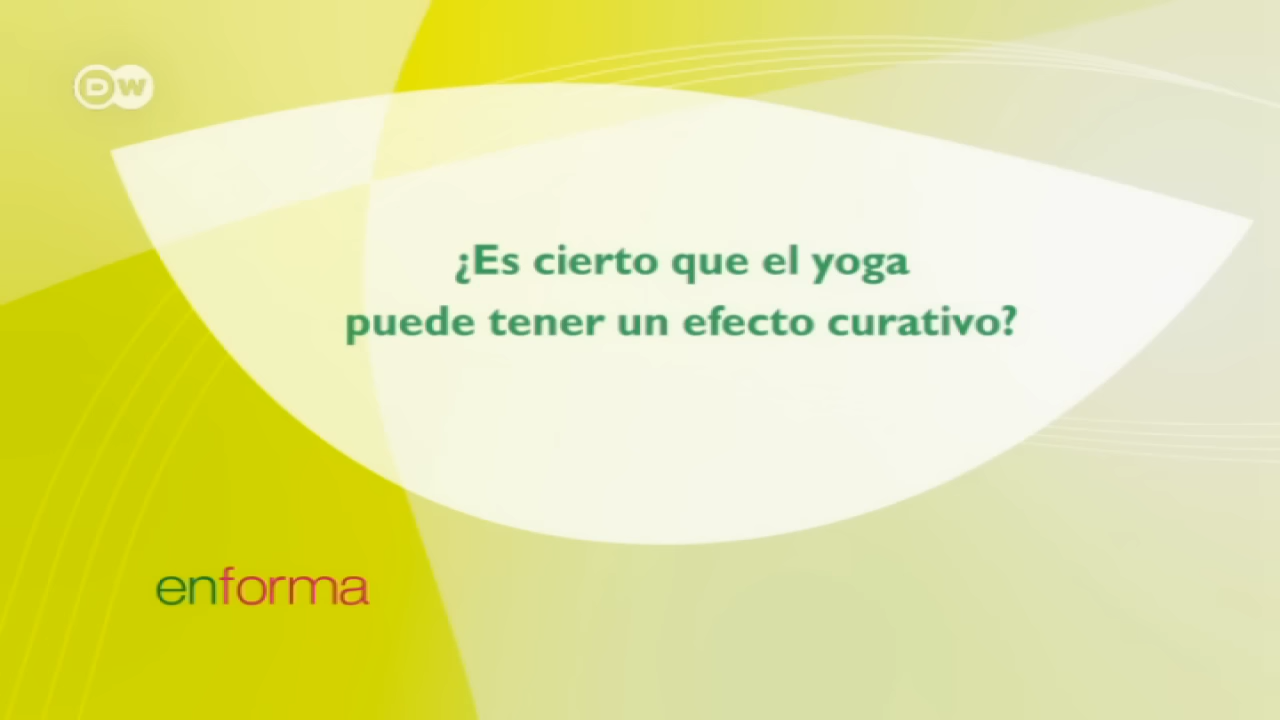 DW
¿Es cierto que el yoga
puede tener un efecto curativo?
enforma